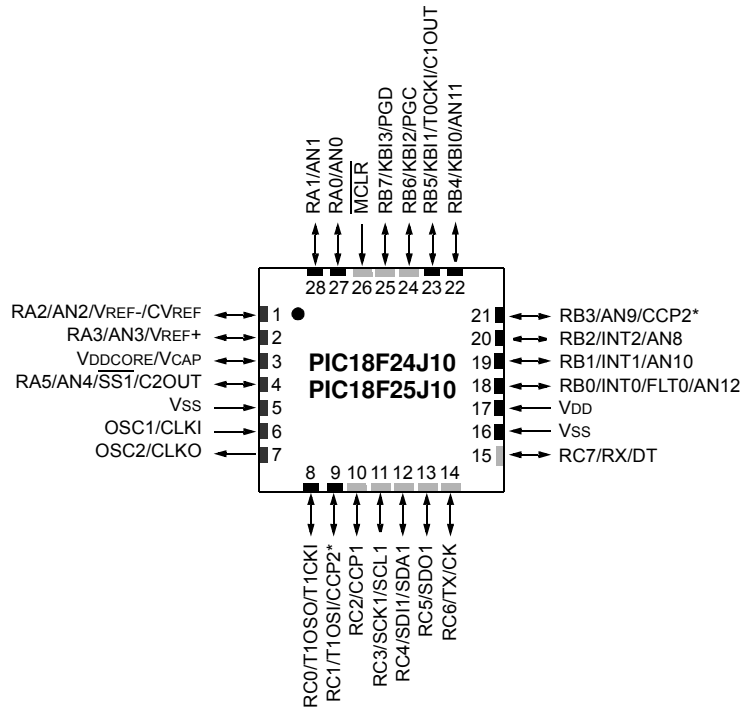 RA1/AN1
RA0/AN0
MCLR
RB7/KBI3/PGD
RB6/KBI2/PGC
RB5/KBI1/T0CKI/C1OUT
RB4/KBI0/AN11
28 27 26 25 24 23 22
RA2/AN2/VREF-/CVREF
RA3/AN3/VREF+
VDDCORE/VCAP
RA5/AN4/SS1/C2OUT
VSS
OSC1/CLKI
OSC2/CLKO
1
2
3
4
5
6
7
PIC18F24J10
PIC18F25J10
21
20
19
18
17
16
15
RB3/AN9/CCP2*
RB2/INT2/AN8
RB1/INT1/AN10
RB0/INT0/FLT0/AN12
VDD
VSS
RC7/RX/DT
8 9 10 11 12 13 14
RC0/T1OSO/T1CKI
RC1/T1OSI/CCP2*
RC2/CCP1
RC3/SCK1/SCL1
RC4/SDI1/SDA1
RC5/SDO1
RC6/TX/CK